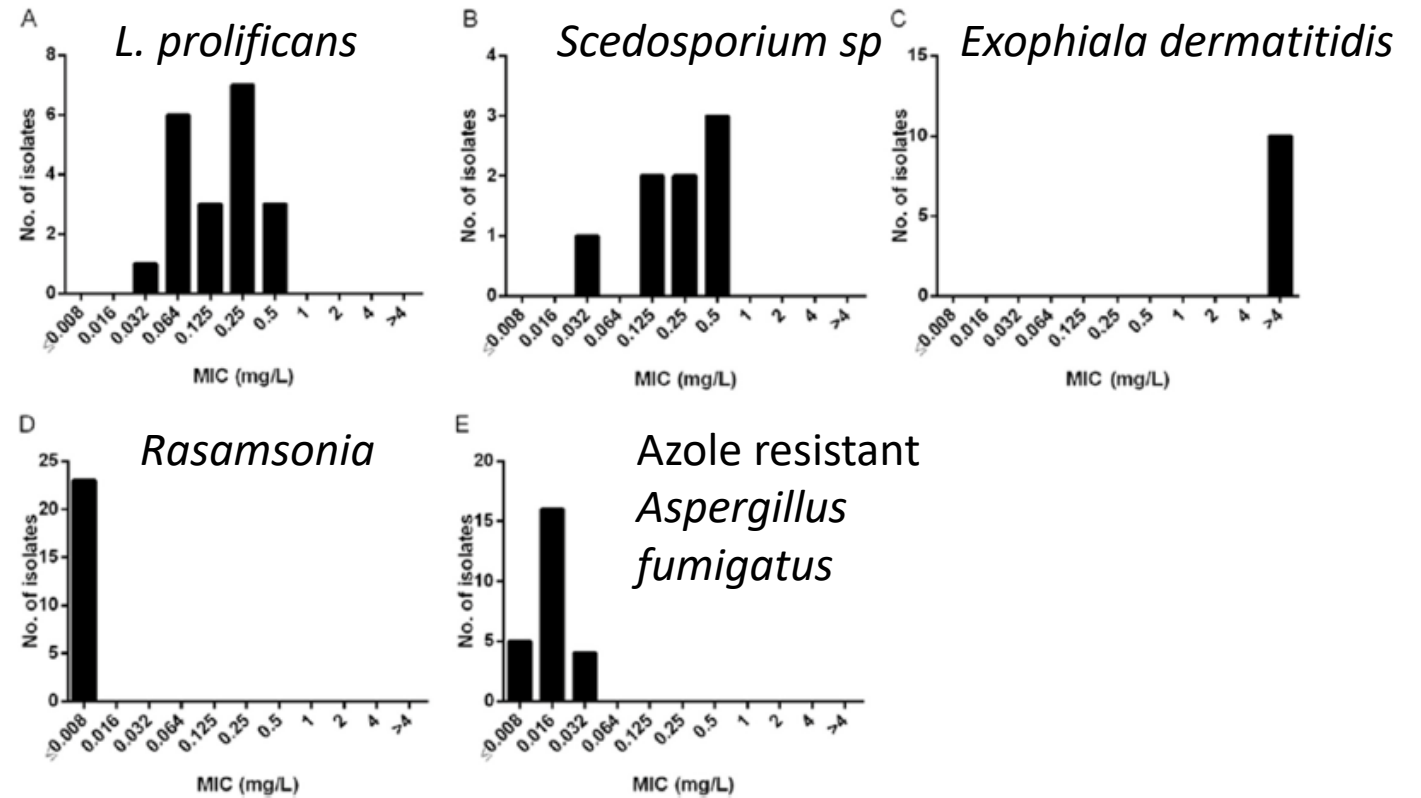 A
L. prolificans
8
6
4
2
0
No. of isolates
≤0.008 0.016 0.032 0.064 0.125 0.25 0.5 1 2 4 >4
MIC (mg/L)
B
Scedosporium sp
4
3
2
1
0
No. of isolates
≤0.008 0.016 0.032 0.064 0.125 0.25 0.5 1 2 4 >4
MIC (mg/L)
C
Exophiala dermatitidis
15
10
5
0
No. of isolates
≤0.008 0.016 0.032 0.064 0.125 0.25 0.5 1 2 4 >4
MIC (mg/L)
D
Rasamsonia
25
20
15
10
5
0
No. of isolates
≤0.008 0.016 0.032 0.064 0.125 0.25 0.5 1 2 4 >4
MIC (mg/L)
E
Azole resistant
Aspergillus
fumigatus
20
15
10
5
0
No. of isolates
≤0.008 0.016 0.032 0.064 0.125 0.25 0.5 1 2 4 >4
MIC (mg/L)